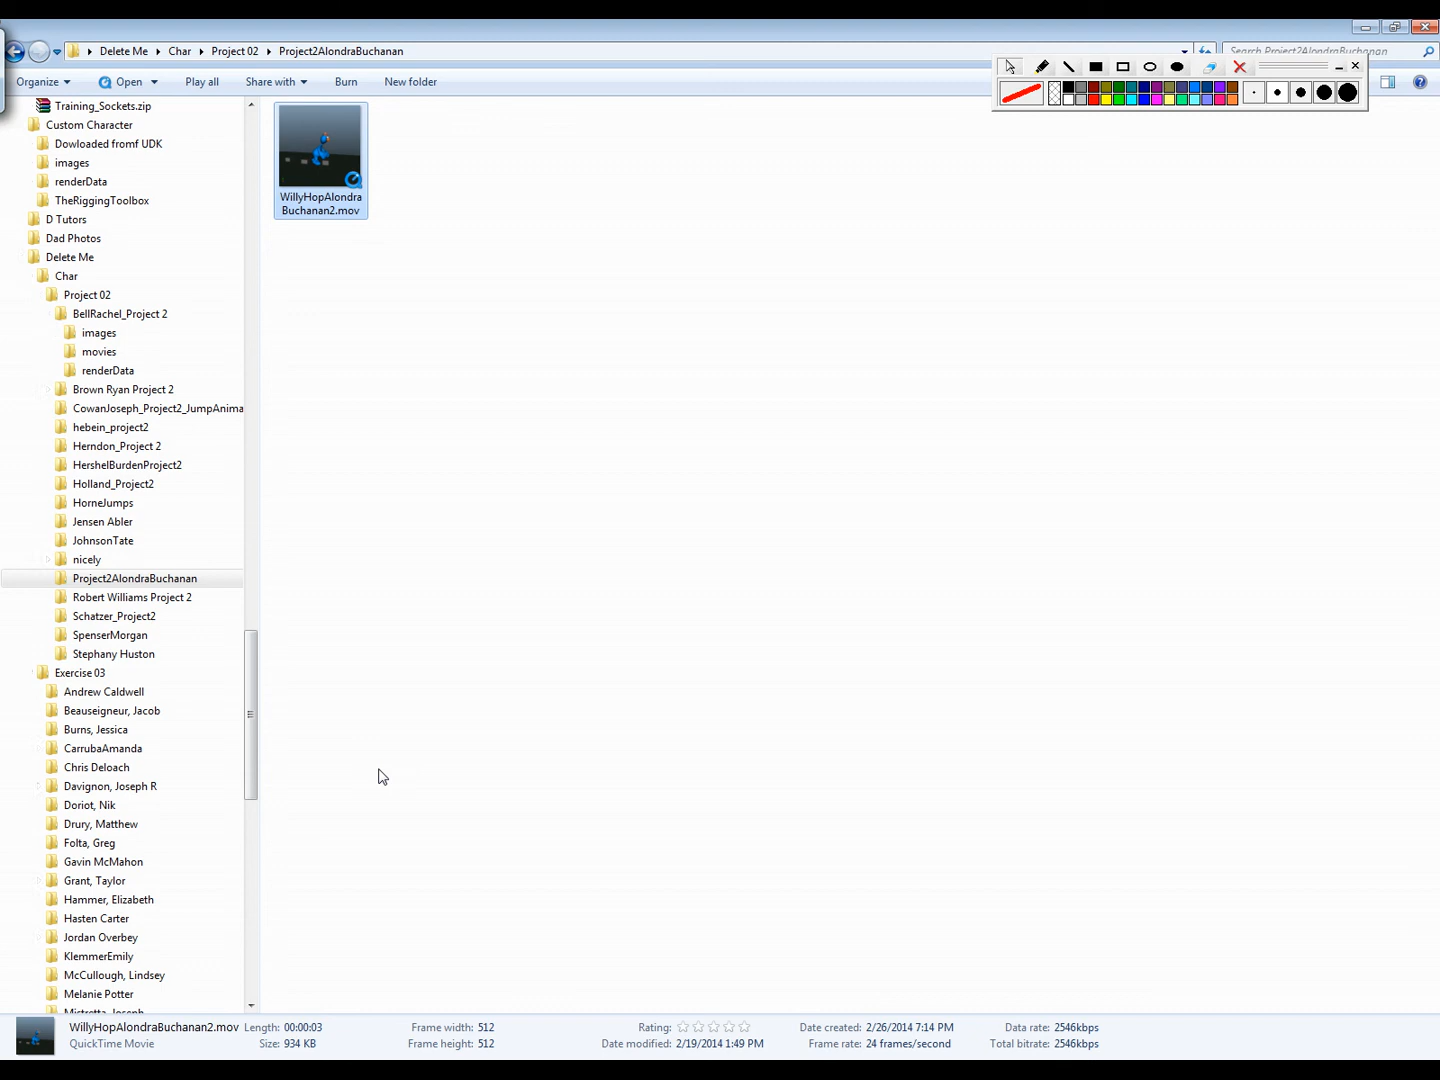 Delete Me
Char
Project 02
Project2AlondraBuchanan
Search Project2AlondraBuchanan
Organize
Open
Play all
Share with
Burn
New folder
Training_Sockets.zip
Custom Character
Dowloaded fromf UDK
images
renderData
TheRiggingToolbox
D Tutors
Dad Photos
Delete Me
Char
Project 02
BellRachel_Project 2
images
movies
renderData
Brown Ryan Project 2
CowanJoseph_Project2_JumpAnima
hebein_project2
Herndon_Project 2
HershelBurdenProject2
Holland_Project2
HorneJumps
Jensen Abler
JohnsonTate
nicely
Project2AlondraBuchanan
Robert Williams Project 2
Schatzer_Project2
SpenserMorgan
Stephany Huston
Exercise 03
Andrew Caldwell
Beauseigneur, Jacob
Burns, Jessica
CarrubaAmanda
Chris Deloach
Davignon, Joseph R
Doriot, Nik
Drury, Matthew
Folta, Greg
Gavin McMahon
Grant, Taylor
Hammer, Elizabeth
Hasten Carter
Jordan Overbey
KlemmerEmily
McCullough, Lindsey
Melanie Potter
WillyHopAlondra
Buchanan2.mov
WillyHopAlondraBuchanan2.mov
QuickTime Movie
Length: 00:00:03
Size: 934 KB
Frame width: 512
Frame height: 512
Rating:
Date modified: 2/19/2014 1:49 PM
Date created: 2/26/2014 7:14 PM
Frame rate: 24 frames/second
Data rate: 2546kbps
Total bitrate: 2546kbps